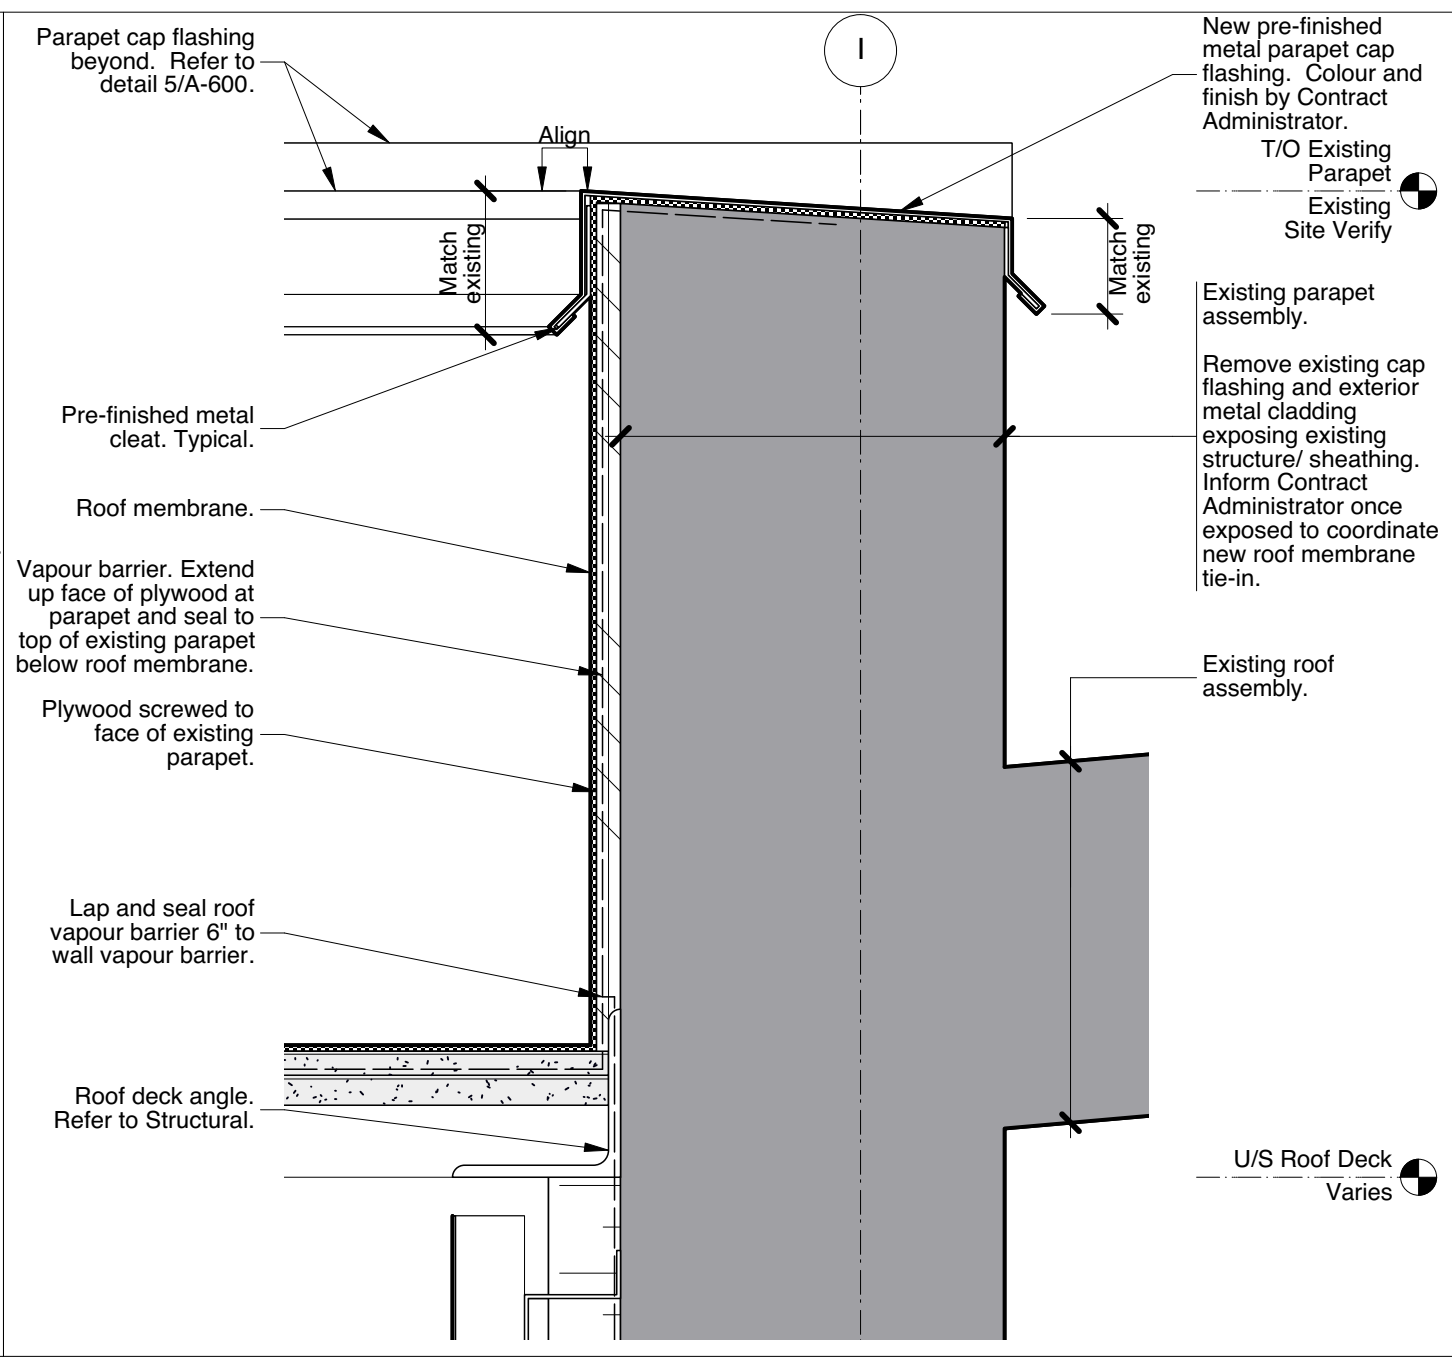 Parapet cap flashing
beyond. Refer to
detail 5/A-600.
Align
Match
existing
Pre-finished metal
cleat. Typical.
Roof membrane.
Vapour barrier. Extend
up face of plywood at
parapet and seal to
top of existing parapet
below roof membrane.
Plywood screwed to
face of existing
parapet.
Lap and seal roof
vapour barrier 6" to
wall vapour barrier.
Roof deck angle.
Refer to Structural.
I
New pre-finished
metal parapet cap
flashing. Colour and
finish by Contract
Administrator.
T/O Existing
Parapet
Existing
Site Verify
Match
existing
Existing parapet
assembly.
Remove existing cap
flashing and exterior
metal cladding
exposing existing
structure/ sheathing.
Inform Contract
Administrator once
exposed to coordinate
new roof membrane
tie-in.
Existing roof
assembly.
U/S Roof Deck
Varies